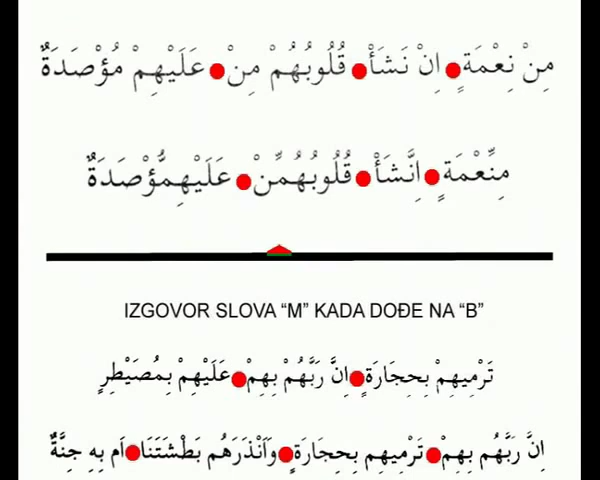 مِنْ نِعْمَةٍ ● اِنْ نَشَأْ ● قُلُوبُهُمْ مِنْ ● عَلَيْهِمْ مُؤْصَدَةٌ
مِنِّعْمَةٍ ● اِنَّشَأْ ● قُلُوبُهُمِّنْ ● عَلَيْهِمُّؤْصَدَةٌ
IZGOVOR SLOVA “M” KADA DOĐE NA “B”
تَرْمِيهِمْ بِحِجَارَةٍ ● اِنَّ رَبَّهُمْ بِهِمْ ● عَلَيْهِمْ بِمُصَيْطِرٍ
اِنَّ رَبَّهُم بِهِمْ ● تَرْمِيهِم بِحِجَارَةٍ ● وَاَنْذَرَهُم بَطْشَتَنَا ● اَم بِهِ جِنَّةٌ